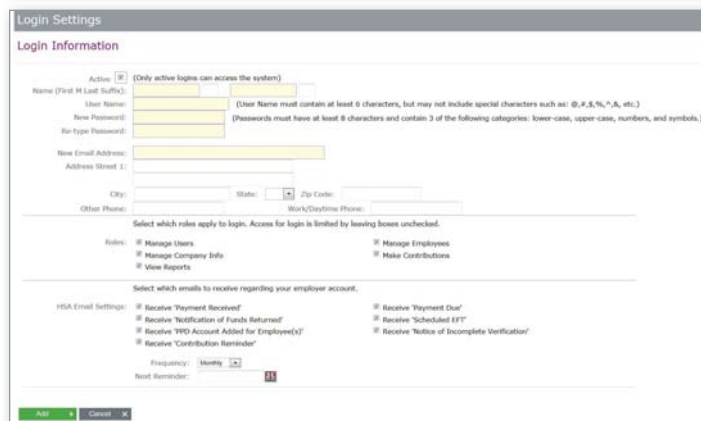 Login Settings
Login Information
Active (Only active logins can access the system)
Name (First M Last Suffix):
User Name: (User Name must contain at least 6 characters, but may not include special characters such as: @,#,$,%,^,&, etc.)
New Password: (Passwords must have at least 8 characters and contain 3 of the following categories: lower-case, upper-case, numbers, and symbols.)
Re-type Password:
New Email Address:
Address Street 1:
City: State: Zip Code:
Other Phone: Work/Daytime Phone:
Select which roles apply to login. Access for login is limited by leaving boxes unchecked.
Roles: Manage Users Manage Employees
Manage Company Info Make Contributions
View Reports
Select which emails to receive regarding your employer account.
HSA Email Settings: Receive 'Payment Received' Receive 'Payment Due'
Receive 'Notification of Funds Returned' Receive 'Scheduled EFT'
Receive 'PPD Account Added for Employee(s)' Receive 'Notice of Incomplete Verification'
Receive 'Contribution Reminder'
Frequency: Monthly
Next Reminder:
Add Cancel X